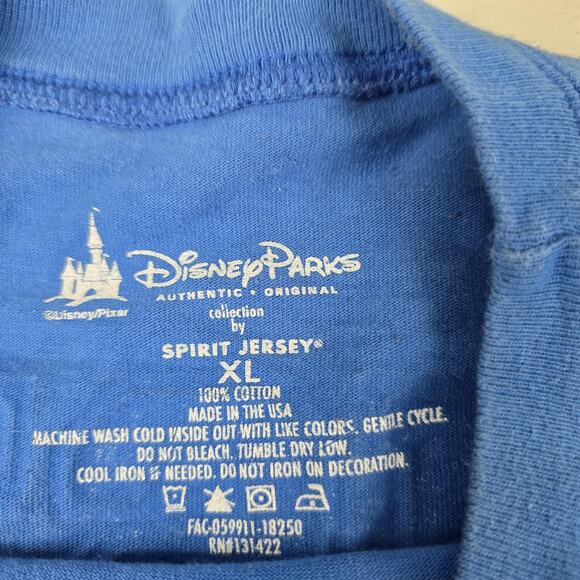 Disney Parks
AUTHENTIC • ORIGINAL
©Disney/Pixar
collection
by
SPIRIT JERSEY®
XL
100% COTTON
MADE IN THE USA
MACHINE WASH COLD INSIDE OUT WITH LIKE COLORS. GENTLE CYCLE.
DO NOT BLEACH. TUMBLE DRY LOW.
COOL IRON IF NEEDED. DO NOT IRON ON DECORATION.
FAC-059911-18250
RN#131422